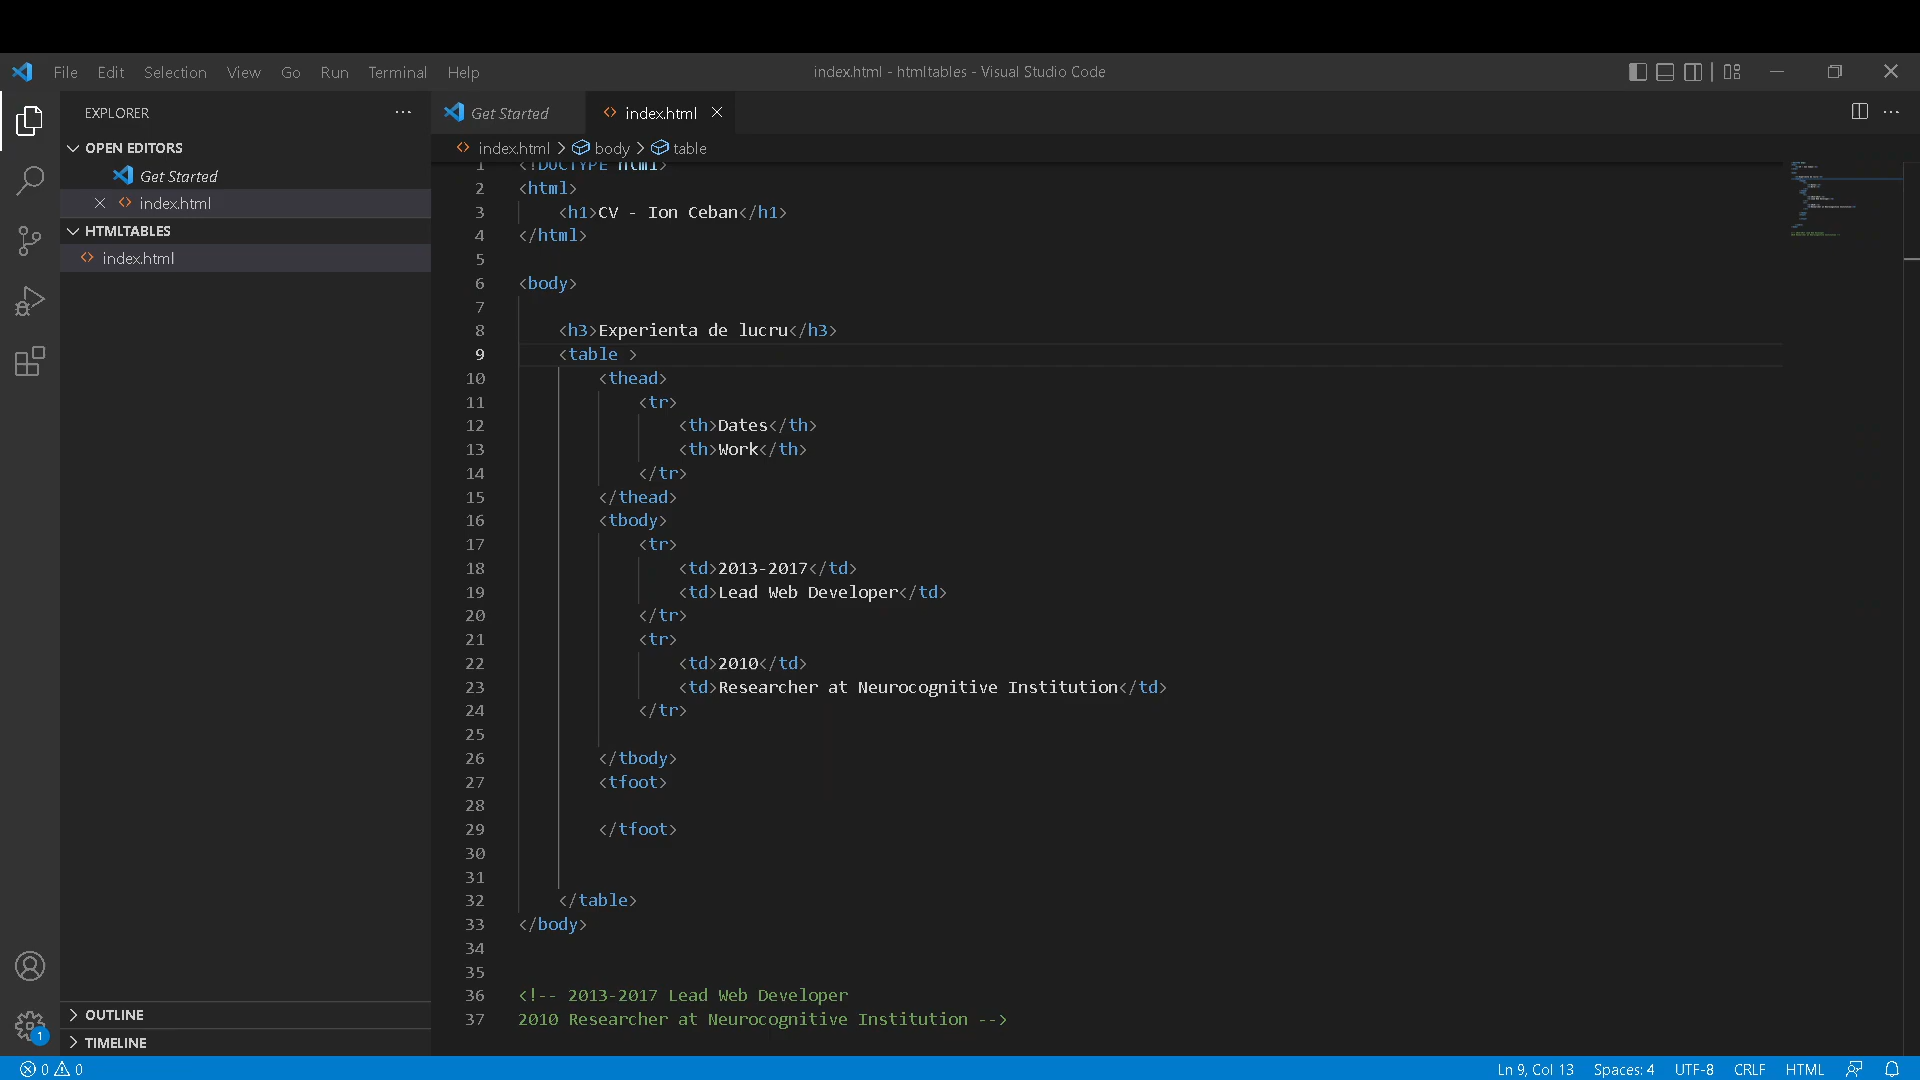 File Edit Selection View Go Run Terminal Help
index.html - htmltables - Visual Studio Code
EXPLORER
OPEN EDITORS
Get Started
index.html
HTMLTABLES
index.html
OUTLINE
TIMELINE
Get Started
index.html
index.html > body > table
1 <!DOCTYPE html>
2 <html>
3 <h1>CV - Ion Ceban</h1>
4 </html>
5
6 <body>
7
8 <h3>Experienta de lucru</h3>
9 <table >
10 <thead>
11 <tr>
12 <th>Dates</th>
13 <th>Work</th>
14 </tr>
15 </thead>
16 <tbody>
17 <tr>
18 <td>2013-2017</td>
19 <td>Lead Web Developer</td>
20 </tr>
21 <tr>
22 <td>2010</td>
23 <td>Researcher at Neurocognitive Institution</td>
24 </tr>
25
26 </tbody>
27 <tfoot>
28
29 </tfoot>
30
31
32 </table>
33 </body>
34
35
36 <!-- 2013-2017 Lead Web Developer
37 2010 Researcher at Neurocognitive Institution -->
1
0 0
Ln 9, Col 13 Spaces: 4 UTF-8 CRLF HTML